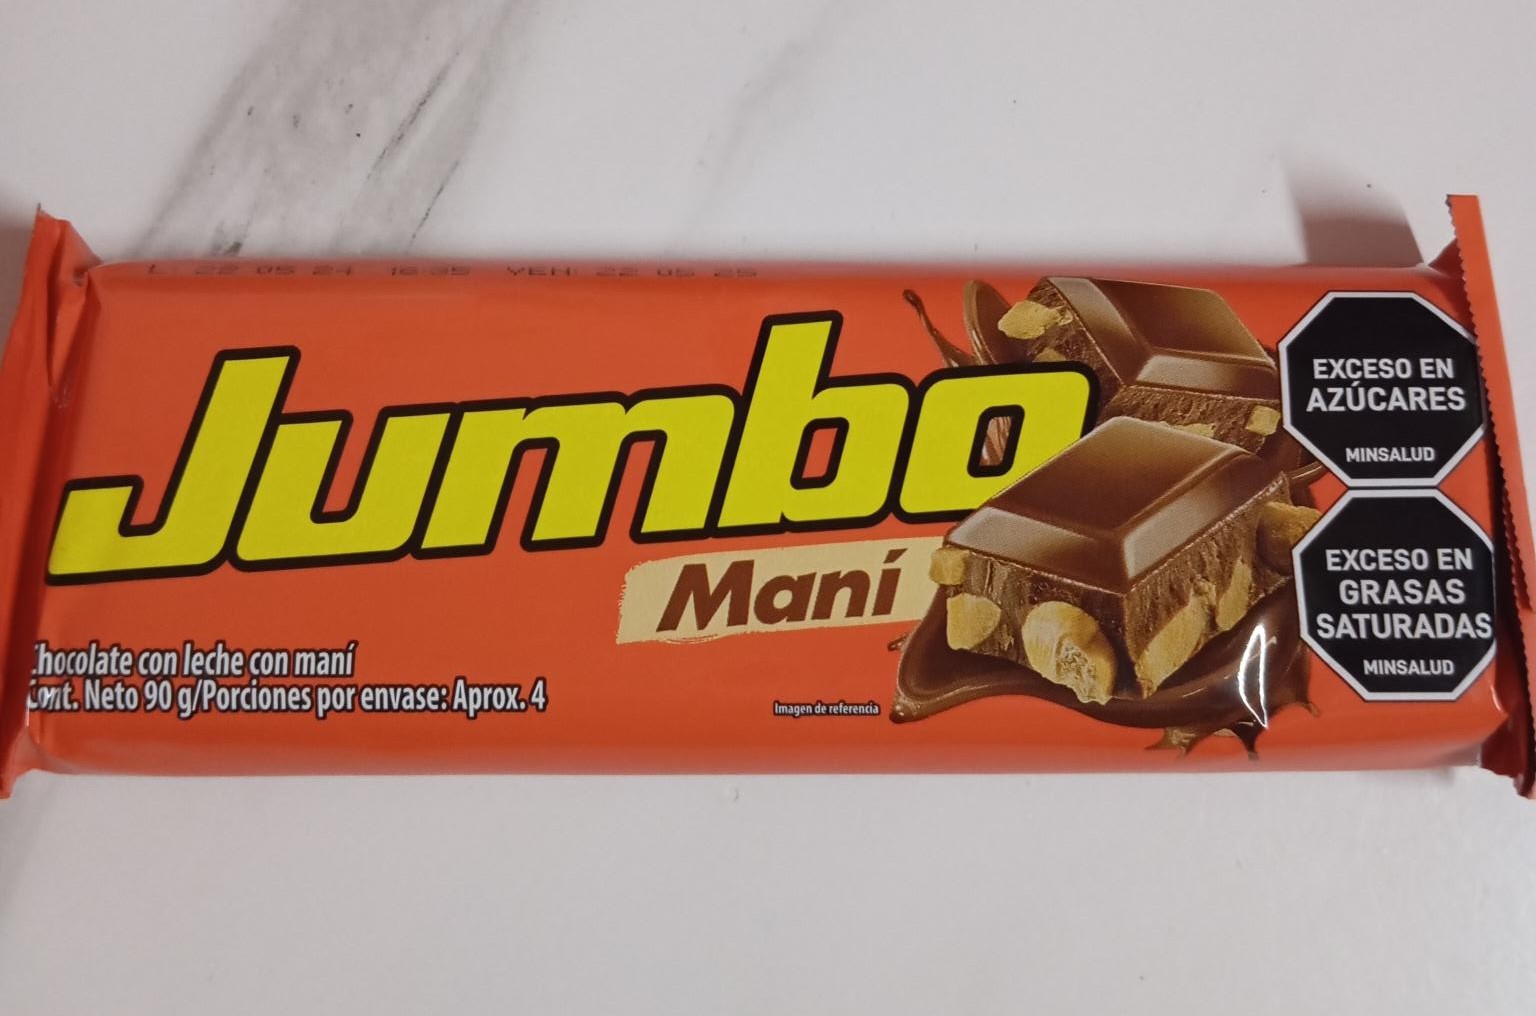 L: 22 05 24 16:35 VEN: 22 05 25
Jumbo
Maní
Chocolate con leche con maní
Cont. Neto 90 g/Porciones por envase: Aprox. 4
Imagen de referencia
EXCESO EN
AZÚCARES
MINSALUD
EXCESO EN
GRASAS
SATURADAS
MINSALUD